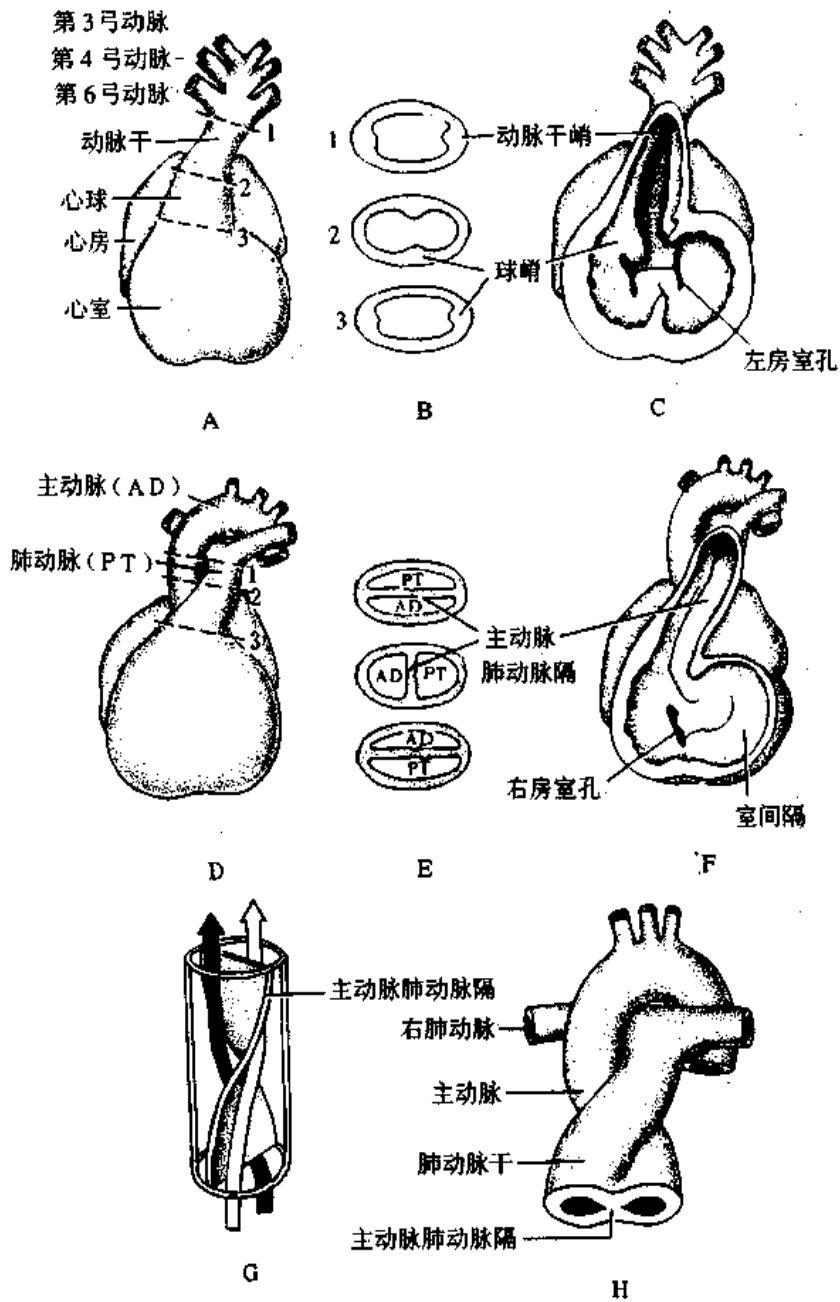 第3弓动脉
第4弓动脉
第6弓动脉
动脉干
心球
心房
心室
1
2
3
A
1
2
3
动脉干嵴
球嵴
B
左房室孔
C
主动脉(AD)
肺动脉(PT)
1
2
3
D
PT
AD
AD PT
AD
PT
主动脉
肺动脉隔
E
右房室孔
室间隔
F
主动脉肺动脉隔
G
右肺动脉
主动脉
肺动脉干
主动脉肺动脉隔
H